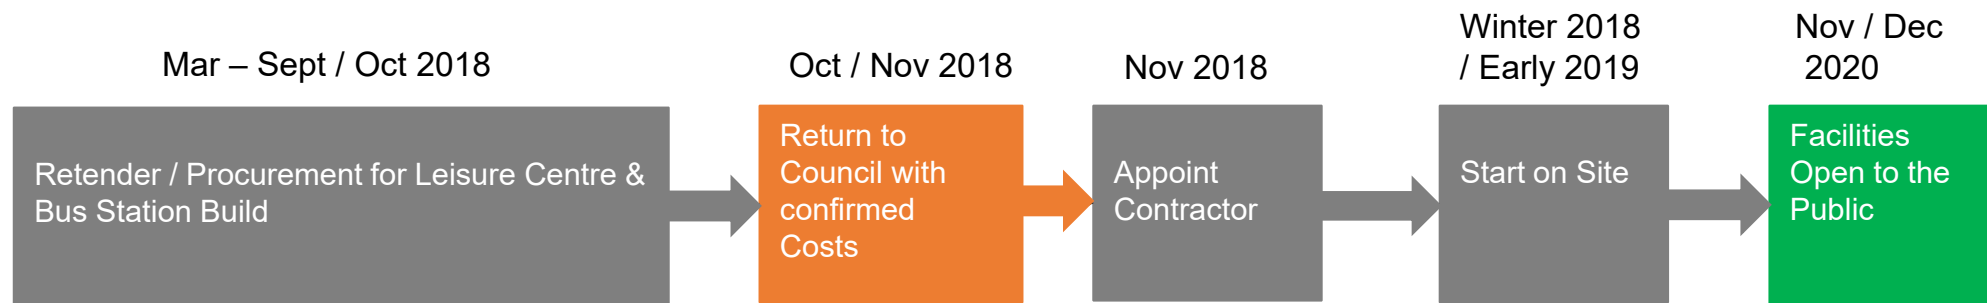 Mar – Sept / Oct 2018
Oct / Nov 2018
Nov 2018
Winter 2018
/ Early 2019
Nov / Dec
2020
Retender / Procurement for Leisure Centre &
Bus Station Build
Return to
Council with
confirmed
Costs
Appoint
Contractor
Start on Site
Facilities
Open to the
Public